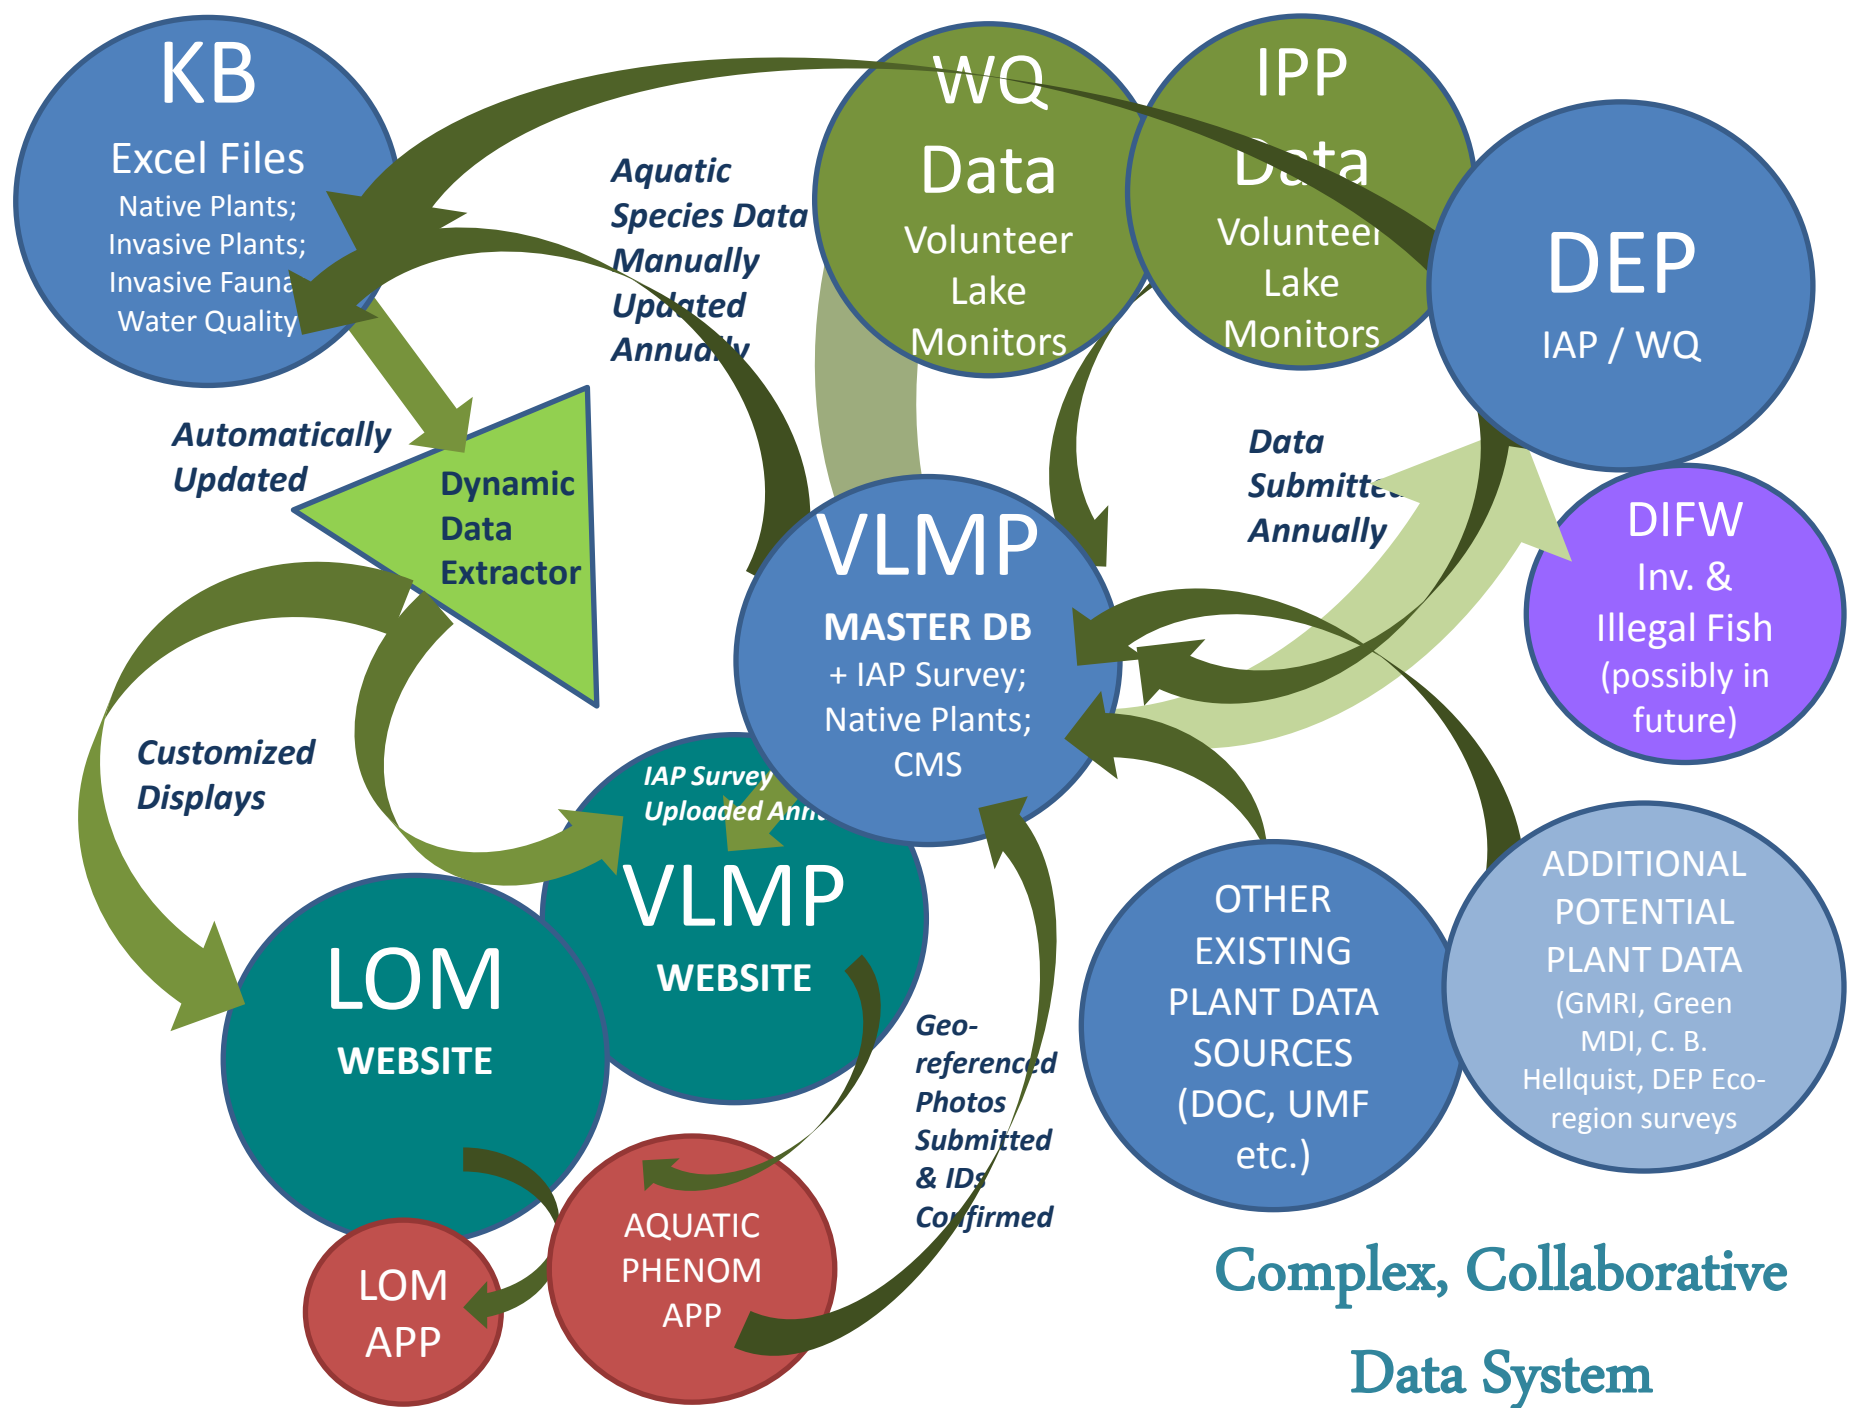 KB
Excel Files
Native Plants;
Invasive Plants;
Invasive Fauna
Water Quality
Aquatic
Species Data
Manually
Updated
Annually
WQ
Data
Volunteer
Lake
Monitors
IPP
Data
Volunteer
Lake
Monitors
DEP
IAP / WQ
Automatically
Updated
Dynamic
Data
Extractor
Data
Submitted
Annually
DIFW
Inv. &
Illegal Fish
(possibly in
future)
VLMP
MASTER DB
+ IAP Survey;
Native Plants;
CMS
Customized
Displays
IAP Survey
Uploaded
VLMP
WEBSITE
LOM
WEBSITE
Geo-
referenced
Photos
Submitted
& IDs
Confirmed
OTHER
EXISTING
PLANT DATA
SOURCES
(DOC, UMF
etc.)
ADDITIONAL
POTENTIAL
PLANT DATA
(GMRI, Green
MDI, C. B.
Hellquist, DEP Eco-
region surveys
AQUATIC
PHENOM
APP
LOM
APP
Complex, Collaborative
Data System